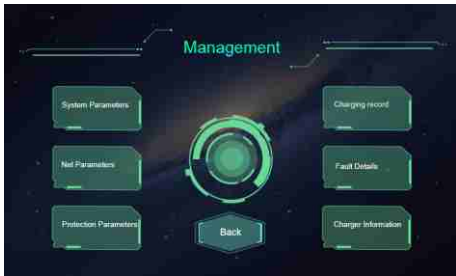 Management
System Parameters
Charging record
Net Parameters
Fault Details
Protection Parameters
Back
Charger Information